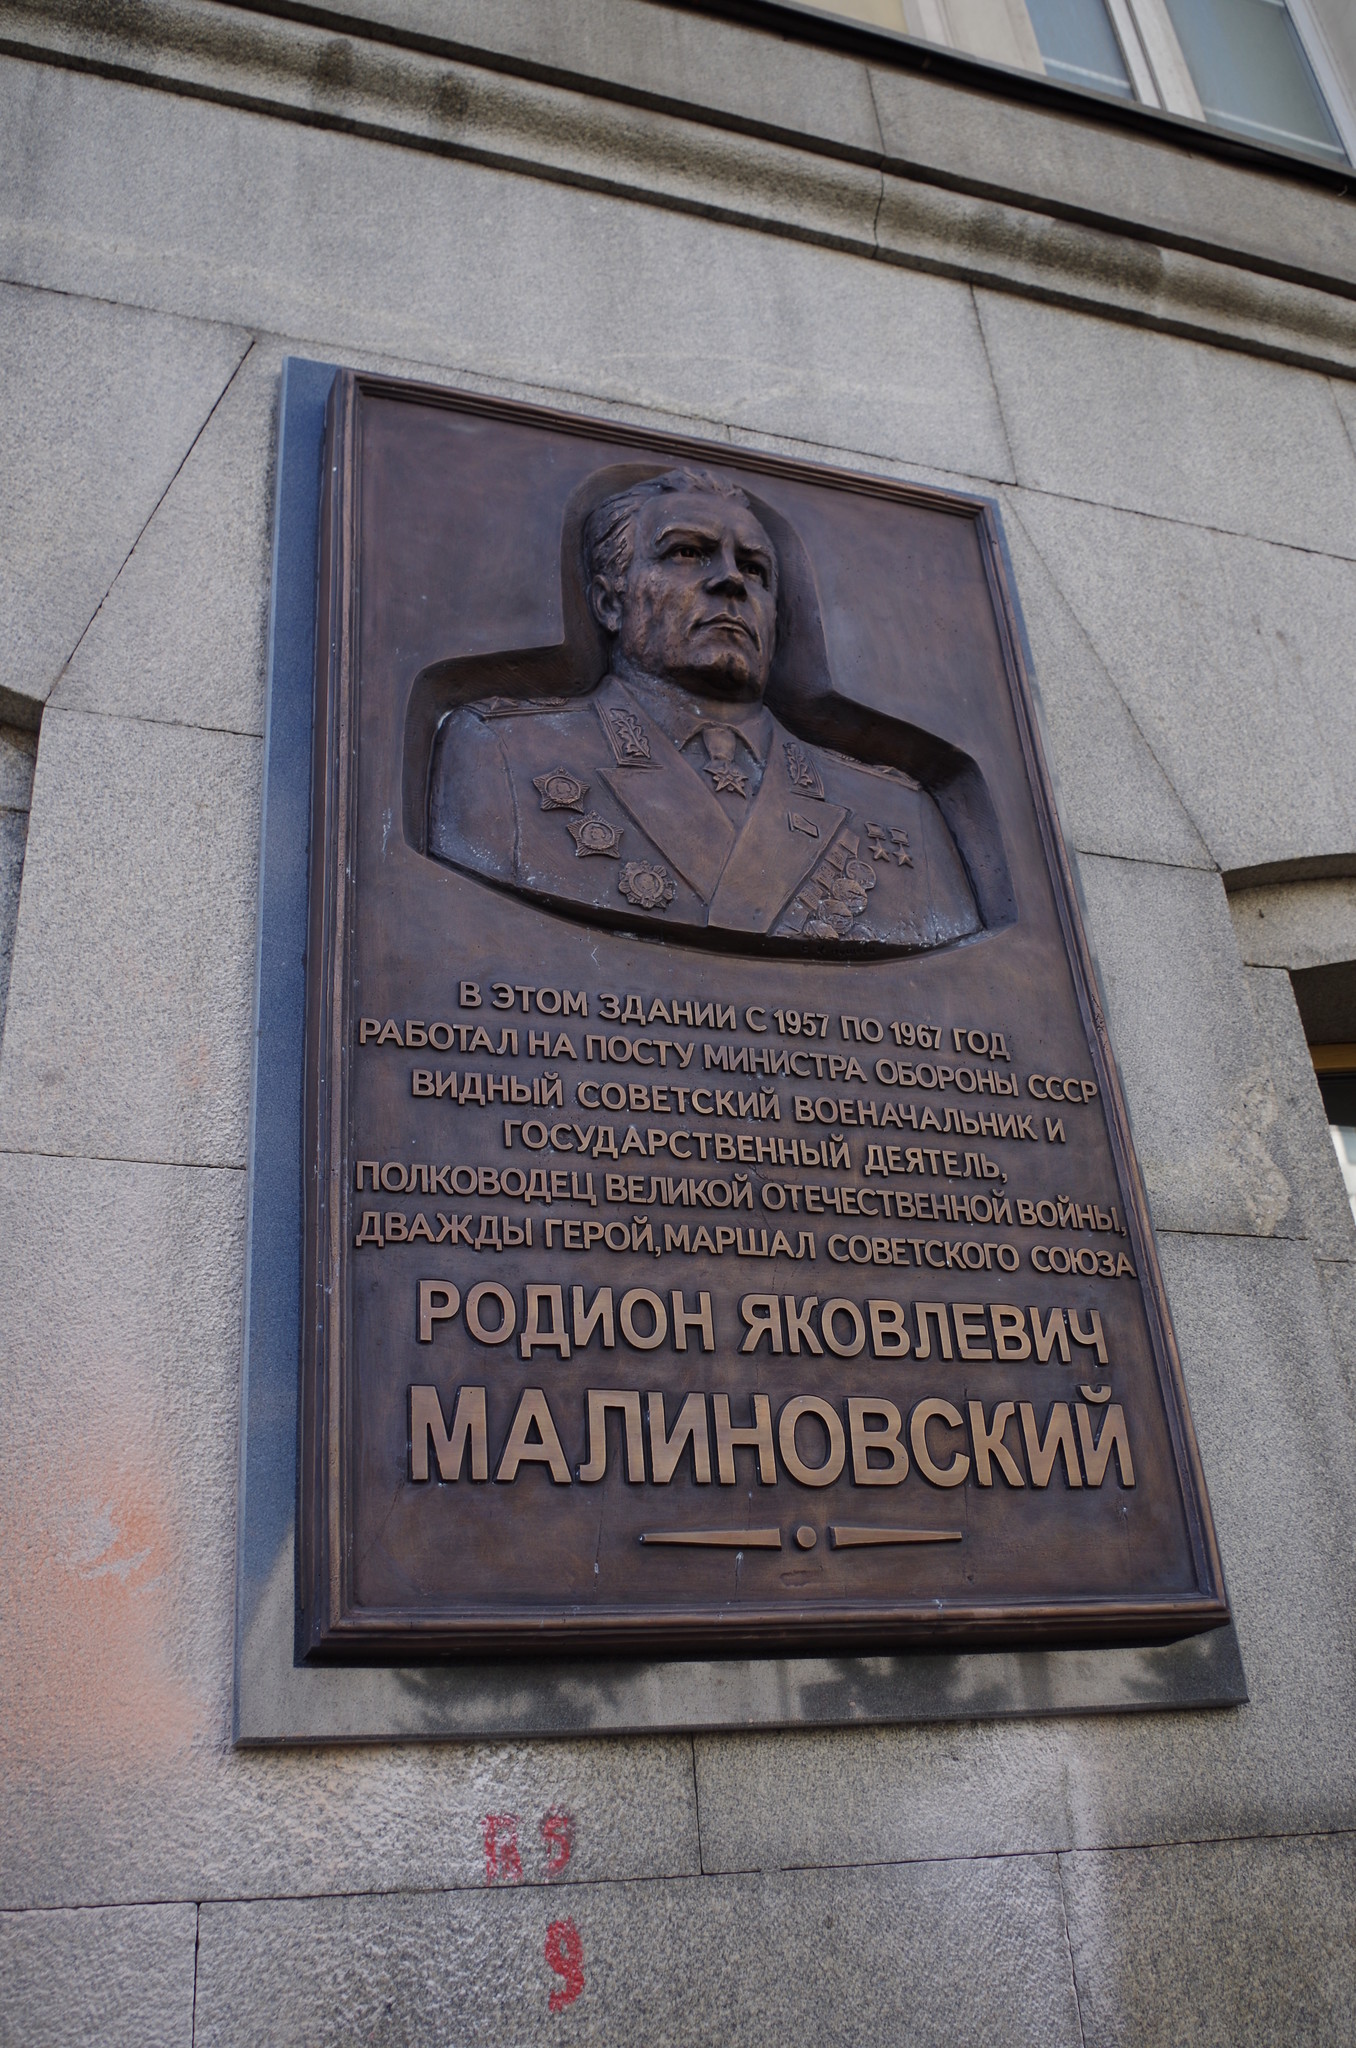 В ЭТОМ ЗДАНИИ С 1957 ПО 1967 ГОД
РАБОТАЛ НА ПОСТУ МИНИСТРА ОБОРОНЫ СССР
ВИДНЫЙ СОВЕТСКИЙ ВОЕНАЧАЛЬНИК И
ГОСУДАРСТВЕННЫЙ ДЕЯТЕЛЬ,
ПОЛКОВОДЕЦ ВЕЛИКОЙ ОТЕЧЕСТВЕННОЙ ВОЙНЫ,
ДВАЖДЫ ГЕРОЙ, МАРШАЛ СОВЕТСКОГО СОЮЗА
РОДИОН ЯКОВЛЕВИЧ
МАЛИНОВСКИЙ
9